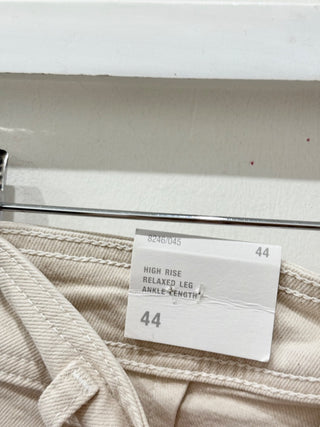 8246/045
44
HIGH RISE
RELAXED LEG
ANKLE LENGTH
44